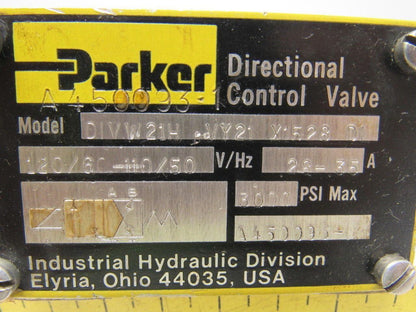 Parker
Directional
Control Valve
A450093-1
Model D1VW21H
120/60-110/50 V/Hz A
A B
3000 PSI Max
A450093-1
Industrial Hydraulic Division
Elyria, Ohio 44035, USA